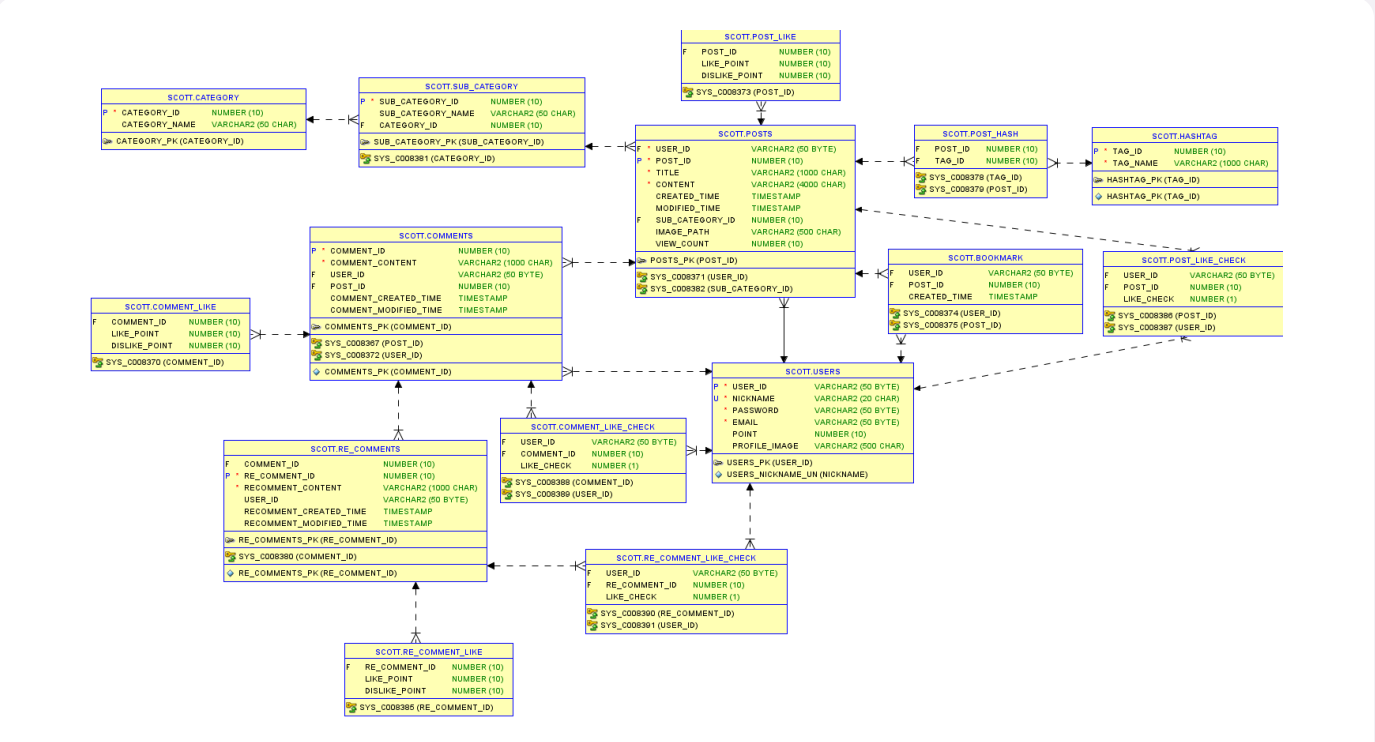 SCOTT.POST_LIKE
F POST_ID NUMBER (10)
LIKE_POINT NUMBER (10)
DISLIKE_POINT NUMBER (10)
SYS_C008373 (POST_ID)
SCOTT.CATEGORY
P * CATEGORY_ID NUMBER (10)
CATEGORY_NAME VARCHAR2 (50 CHAR)
CATEGORY_PK (CATEGORY_ID)
SCOTT.SUB_CATEGORY
P * SUB_CATEGORY_ID NUMBER (10)
SUB_CATEGORY_NAME VARCHAR2 (50 CHAR)
F CATEGORY_ID NUMBER (10)
SUB_CATEGORY_PK (SUB_CATEGORY_ID)
SYS_C008381 (CATEGORY_ID)
SCOTT.POSTS
F * USER_ID VARCHAR2 (50 BYTE)
P * POST_ID NUMBER (10)
* TITLE VARCHAR2 (1000 CHAR)
* CONTENT VARCHAR2 (4000 CHAR)
CREATED_TIME TIMESTAMP
MODIFIED_TIME TIMESTAMP
F SUB_CATEGORY_ID NUMBER (10)
IMAGE_PATH VARCHAR2 (500 CHAR)
VIEW_COUNT NUMBER (10)
POSTS_PK (POST_ID)
SYS_C008371 (USER_ID)
SYS_C008382 (SUB_CATEGORY_ID)
SCOTT.POST_HASH
F POST_ID NUMBER (10)
F TAG_ID NUMBER (10)
SYS_C008378 (TAG_ID)
SYS_C008379 (POST_ID)
SCOTT.HASHTAG
P * TAG_ID NUMBER (10)
* TAG_NAME VARCHAR2 (1000 CHAR)
HASHTAG_PK (TAG_ID)
HASHTAG_PK (TAG_ID)
SCOTT.COMMENTS
P * COMMENT_ID NUMBER (10)
* COMMENT_CONTENT VARCHAR2 (1000 CHAR)
F USER_ID VARCHAR2 (50 BYTE)
F POST_ID NUMBER (10)
COMMENT_CREATED_TIME TIMESTAMP
COMMENT_MODIFIED_TIME TIMESTAMP
COMMENTS_PK (COMMENT_ID)
SYS_C008367 (POST_ID)
SYS_C008372 (USER_ID)
COMMENTS_PK (COMMENT_ID)
SCOTT.BOOKMARK
F USER_ID VARCHAR2 (50 BYTE)
F POST_ID NUMBER (10)
CREATED_TIME TIMESTAMP
SYS_C008374 (USER_ID)
SYS_C008375 (POST_ID)
SCOTT.POST_LIKE_CHECK
F USER_ID VARCHAR2 (50 BYTE)
F POST_ID NUMBER (10)
LIKE_CHECK NUMBER (1)
SYS_C008386 (POST_ID)
SYS_C008387 (USER_ID)
SCOTT.COMMENT_LIKE
F COMMENT_ID NUMBER (10)
LIKE_POINT NUMBER (10)
DISLIKE_POINT NUMBER (10)
SYS_C008370 (COMMENT_ID)
SCOTT.USERS
P * USER_ID VARCHAR2 (50 BYTE)
U * NICKNAME VARCHAR2 (20 CHAR)
* PASSWORD VARCHAR2 (50 BYTE)
* EMAIL VARCHAR2 (50 BYTE)
POINT NUMBER (10)
PROFILE_IMAGE VARCHAR2 (500 CHAR)
USERS_PK (USER_ID)
USERS_NICKNAME_UN (NICKNAME)
SCOTT.COMMENT_LIKE_CHECK
F USER_ID VARCHAR2 (50 BYTE)
F COMMENT_ID NUMBER (10)
LIKE_CHECK NUMBER (1)
SYS_C008388 (COMMENT_ID)
SYS_C008389 (USER_ID)
SCOTT.RE_COMMENTS
F COMMENT_ID NUMBER (10)
P * RE_COMMENT_ID NUMBER (10)
* RECOMMENT_CONTENT VARCHAR2 (1000 CHAR)
USER_ID VARCHAR2 (50 BYTE)
RECOMMENT_CREATED_TIME TIMESTAMP
RECOMMENT_MODIFIED_TIME TIMESTAMP
RE_COMMENTS_PK (RE_COMMENT_ID)
SYS_C008380 (COMMENT_ID)
RE_COMMENTS_PK (RE_COMMENT_ID)
SCOTT.RE_COMMENT_LIKE_CHECK
F USER_ID VARCHAR2 (50 BYTE)
F RE_COMMENT_ID NUMBER (10)
LIKE_CHECK NUMBER (1)
SYS_C008390 (RE_COMMENT_ID)
SYS_C008391 (USER_ID)
SCOTT.RE_COMMENT_LIKE
F RE_COMMENT_ID NUMBER (10)
LIKE_POINT NUMBER (10)
DISLIKE_POINT NUMBER (10)
SYS_C008385 (RE_COMMENT_ID)